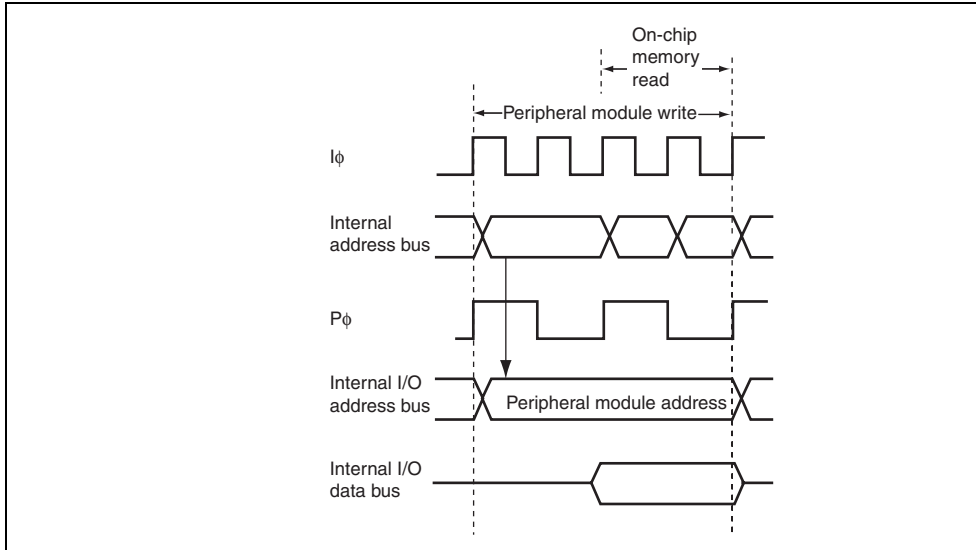 On-chip
memory
read
Peripheral module write
Iϕ
Internal
address bus
Pϕ
Internal I/O
address bus
Peripheral module address
Internal I/O
data bus